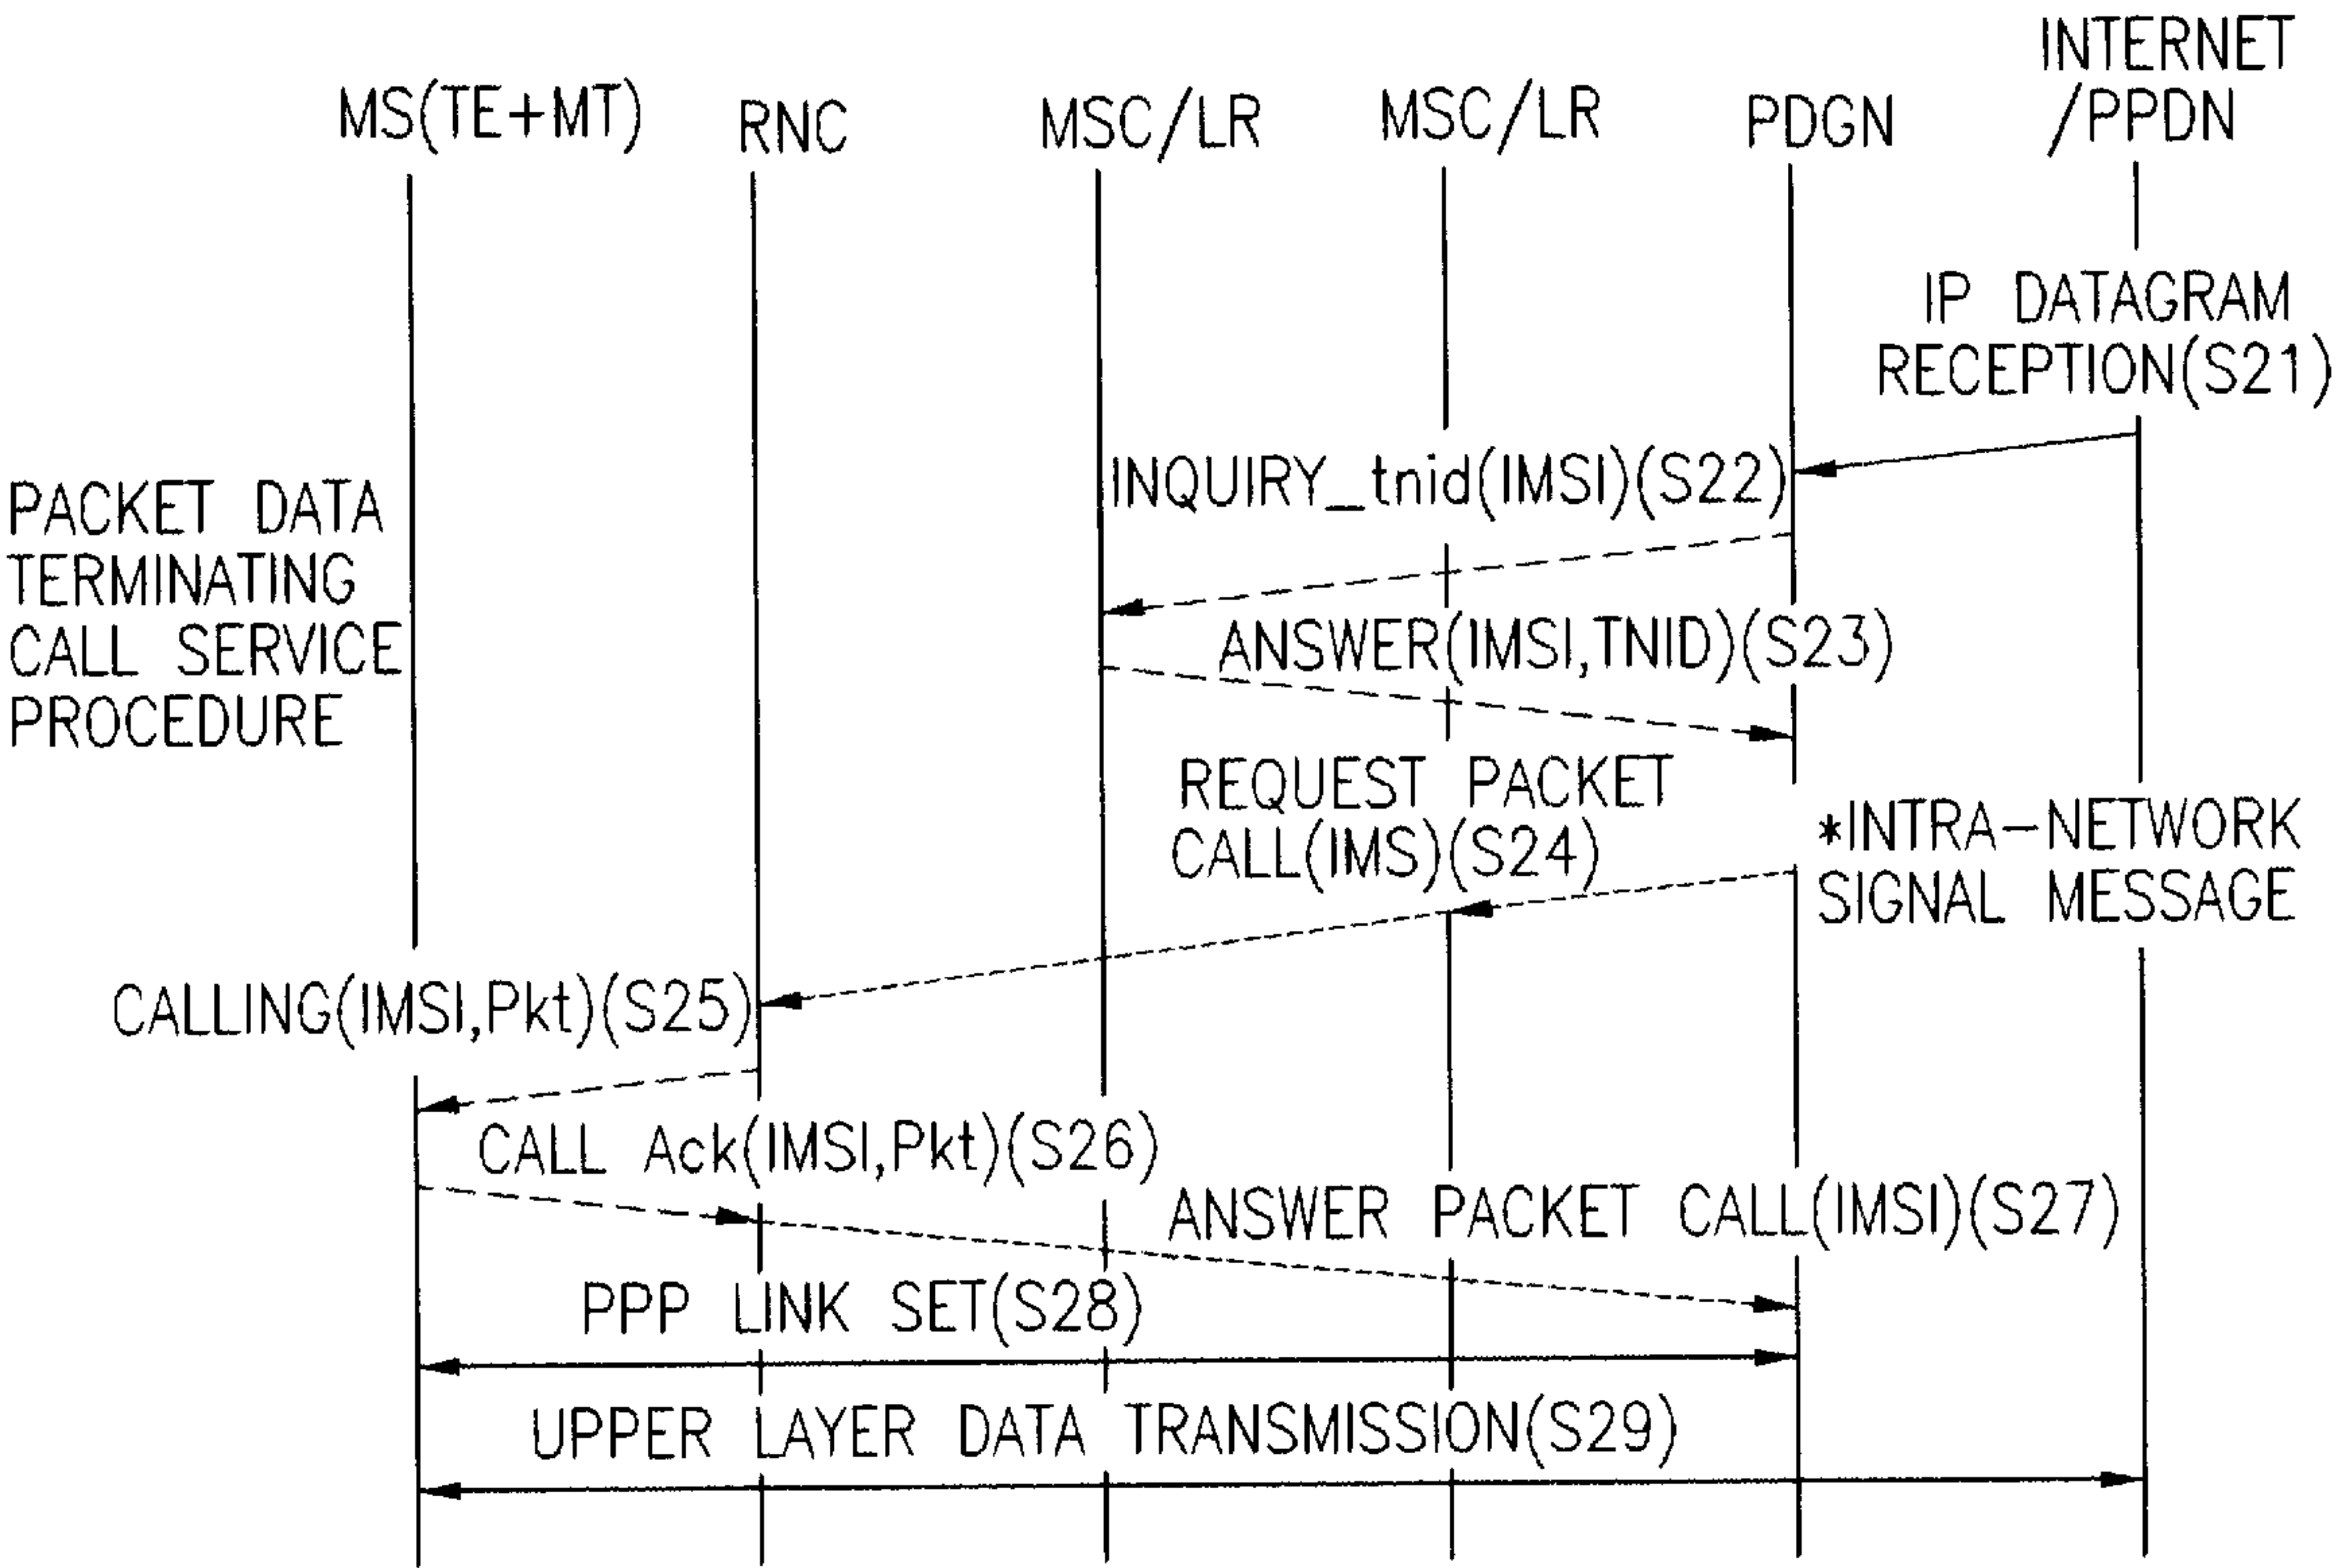 MS(TE+MT)
RNC
MSC/LR
MSC/LR
PDGN
INTERNET
/PPDN
IP DATAGRAM
RECEPTION(S21)
INQUIRY_tnid(IMSI)(S22)
PACKET DATA
TERMINATING
CALL SERVICE
PROCEDURE
ANSWER(IMSI,TNID)(S23)
REQUEST PACKET
CALL(IMS)(S24)
*INTRA-NETWORK
SIGNAL MESSAGE
CALLING(IMSI,Pkt)(S25)
CALL Ack(IMSI,Pkt)(S26)
ANSWER PACKET CALL(IMSI)(S27)
PPP LINK SET(S28)
UPPER LAYER DATA TRANSMISSION(S29)